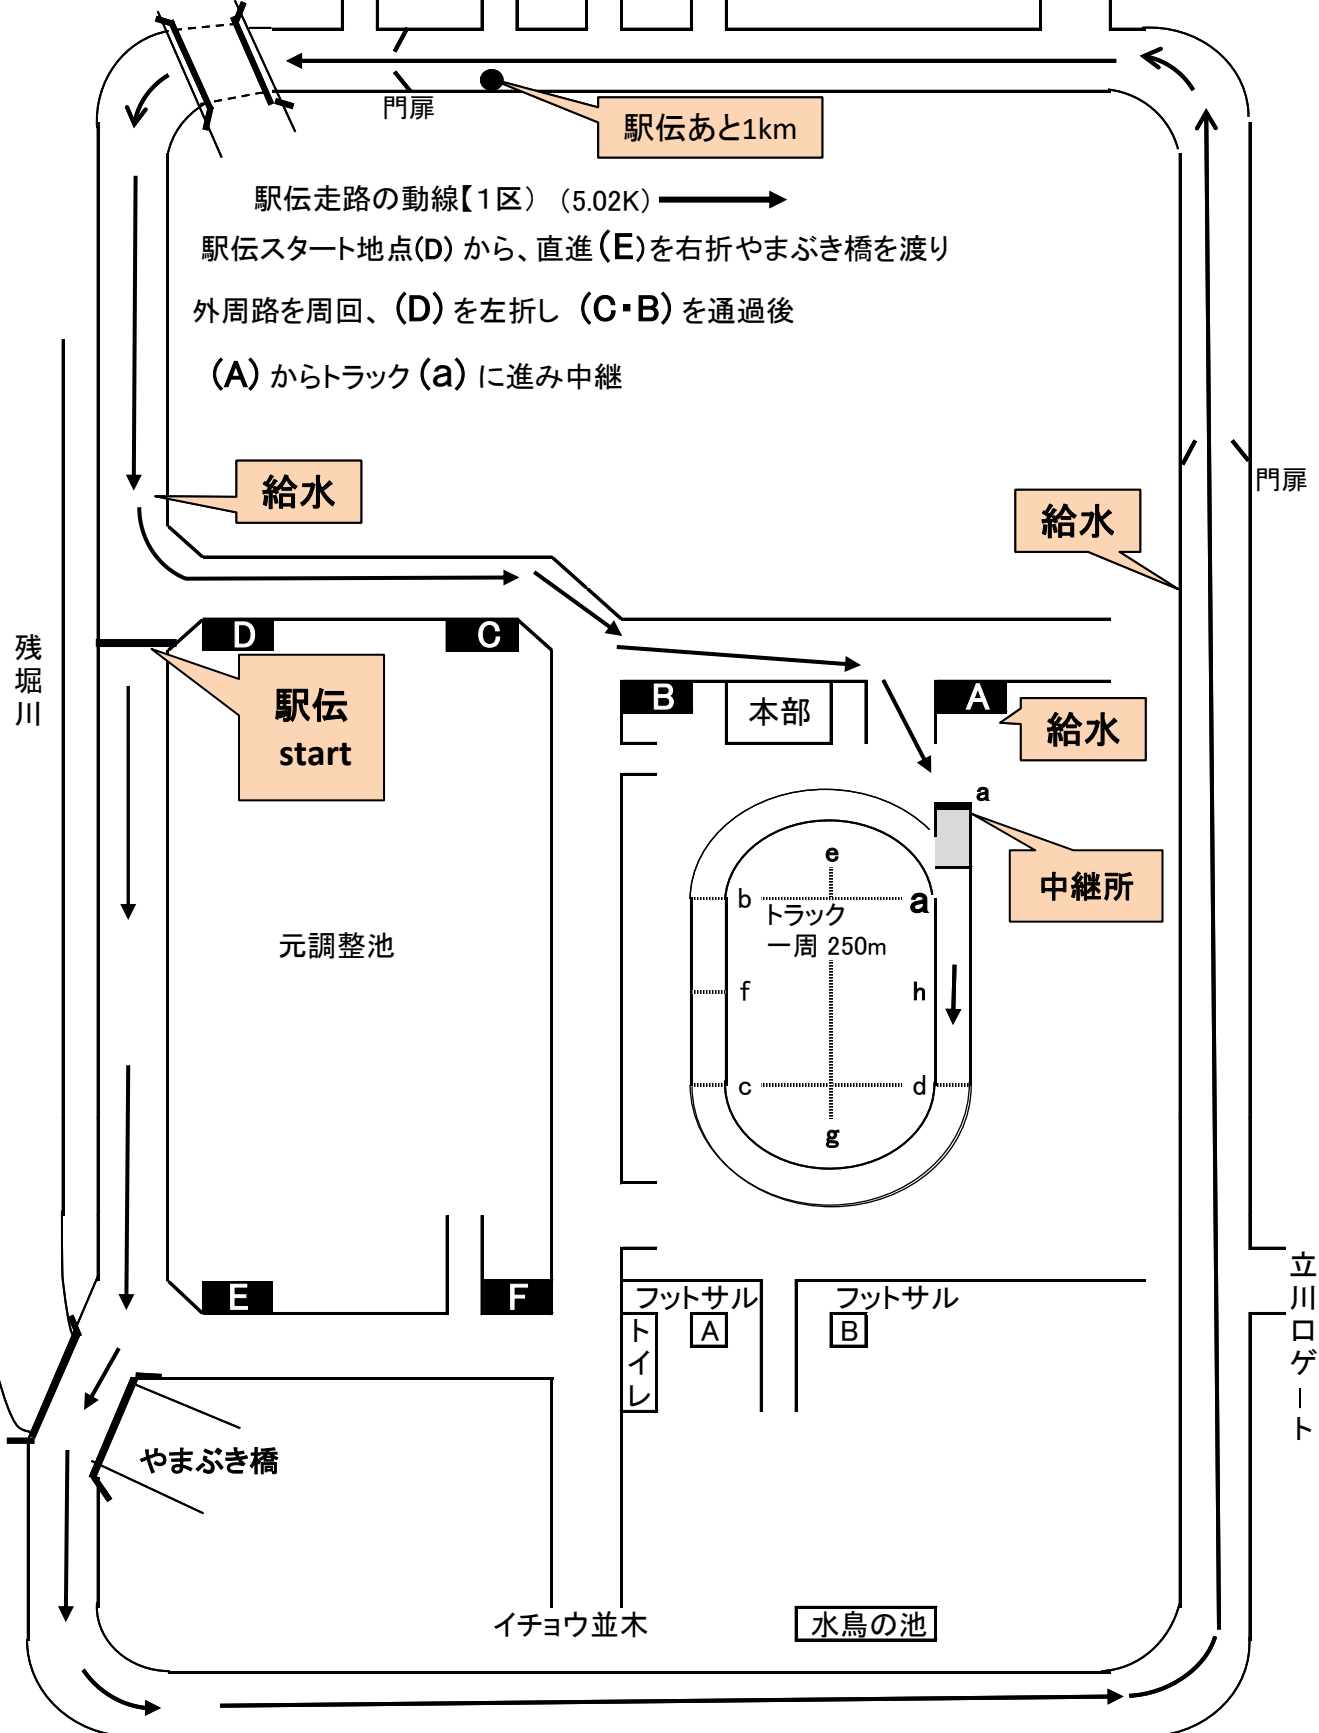 門扉
駅伝あと1km
駅伝走路の動線【１区） (5.02K)
駅伝スタート地点(D) から、直進(E)を右折やまぶき橋を渡り
外周路を周回、(D)を左折し (C・B)を通過後
(A)からトラック(a)に進み中継
給水
門扉
給水
残堀川
D
C
駅伝
start
B
本部
A
給水
a
中継所
e
b
a
トラック
一周 250m
元調整池
f
h
c
d
g
E
F
フットサル
A
フットサル
B
トイレ
立川口ゲート
やまぶき橋
イチョウ並木
水鳥の池